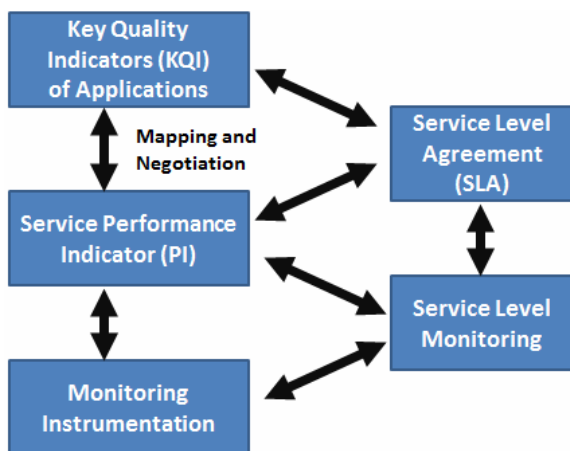 Key Quality
Indicators (KQI)
of Applications
Mapping and
Negotiation
Service Level
Agreement
(SLA)
Service Performance
Indicator (PI)
Service Level
Monitoring
Monitoring
Instrumentation